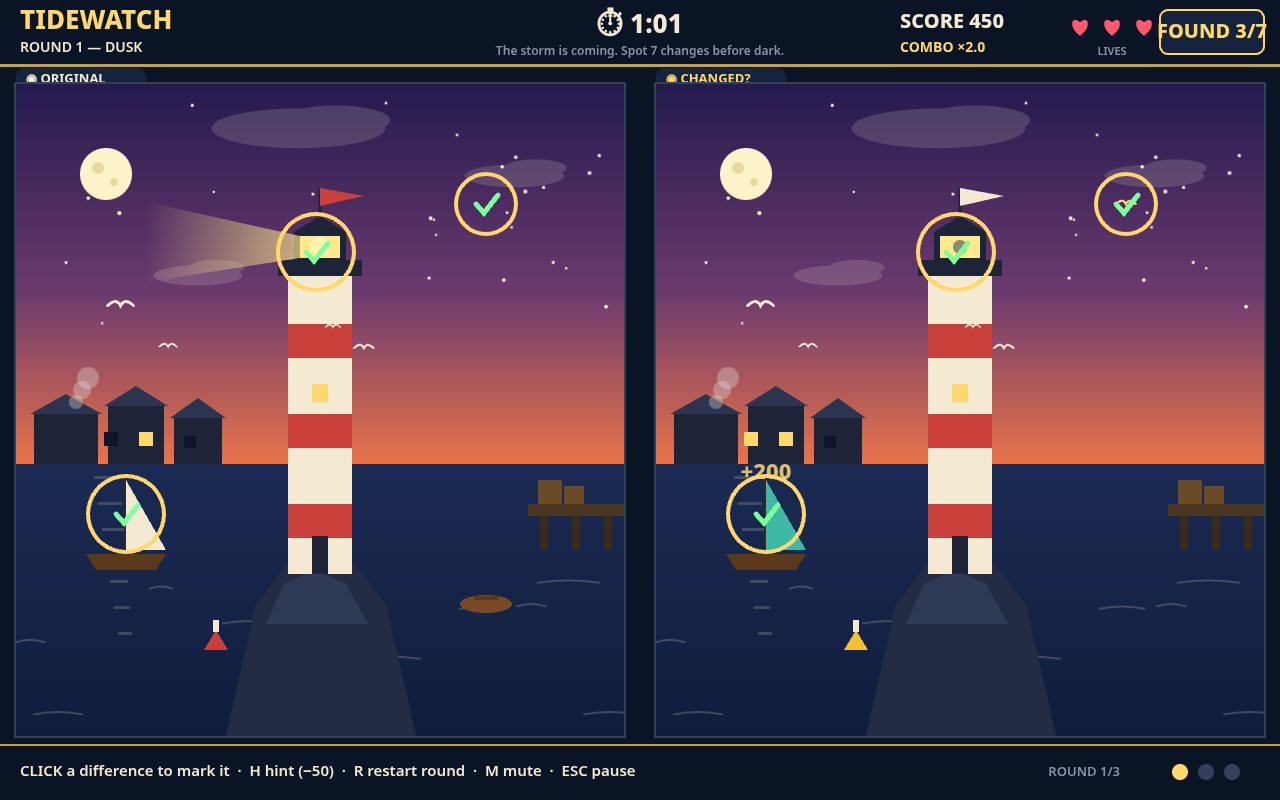 TIDEWATCH
ROUND 1 — DUSK
⏱ 1:01
The storm is coming. Spot 7 changes before dark.
SCORE 450
COMBO ×2.0
LIVES
FOUND 3/7
◉ ORIGINAL
◉ CHANGED?
+200
CLICK a difference to mark it · H hint (−50) · R restart round · M mute · ESC pause
ROUND 1/3